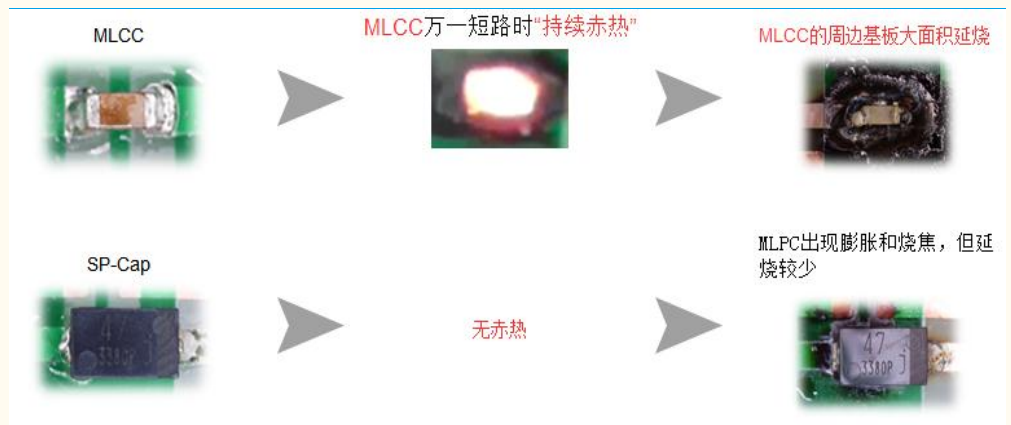 MLCC
MLCC万一短路时“持续赤热”
MLCC的周边基板大面积延烧
SP-Cap
无赤热
MLPC出现膨胀和烧焦，但延
烧较少
47
3380P j
47
3380P j